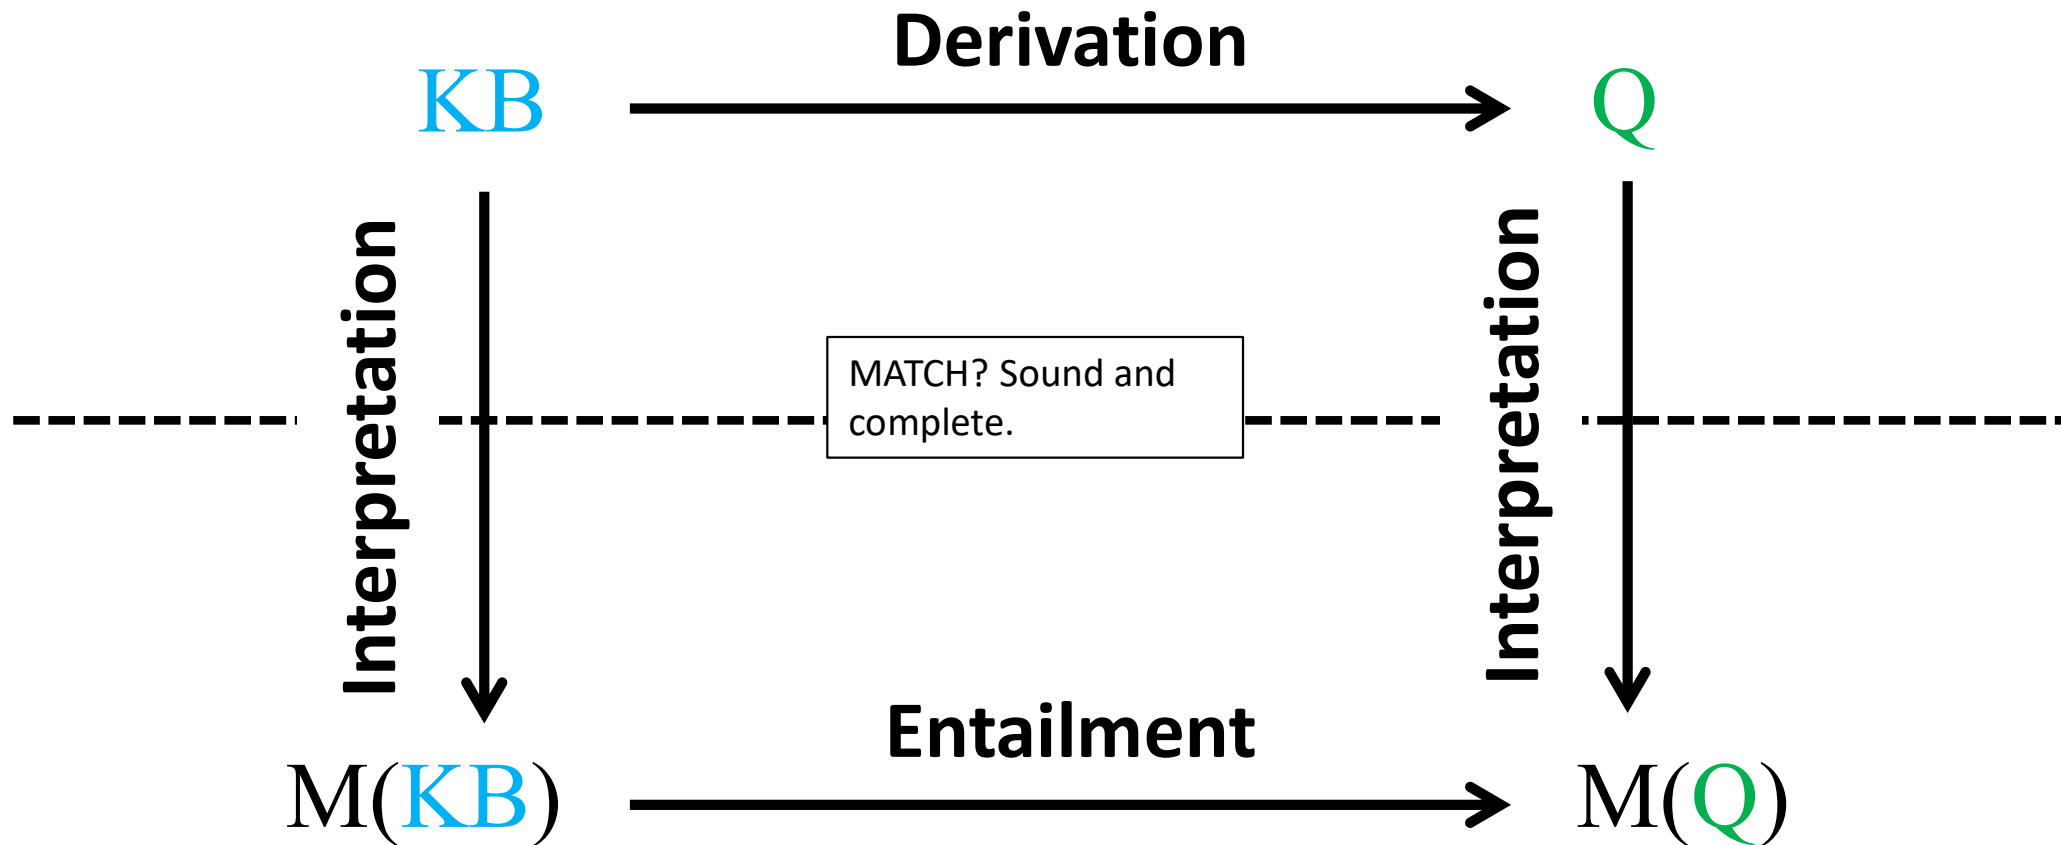 Derivation
KB
Q
Interpretation
Interpretation
MATCH? Sound and
complete.
Entailment
M(KB)
M(Q)